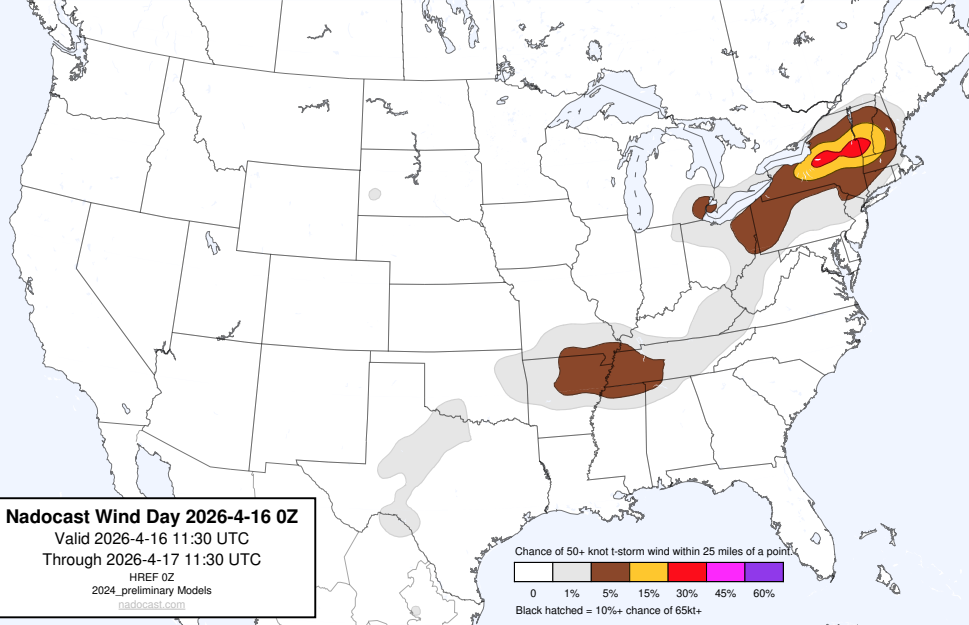 Nadocast Wind Day 2026-4-16 0Z
Valid 2026-4-16 11:30 UTC
Through 2026-4-17 11:30 UTC
HREF 0Z
2024_preliminary Models
nadocast.com
Chance of 50+ knot t-storm wind within 25 miles of a point.
0 1% 5% 15% 30% 45% 60%
Black hatched = 10%+ chance of 65kt+